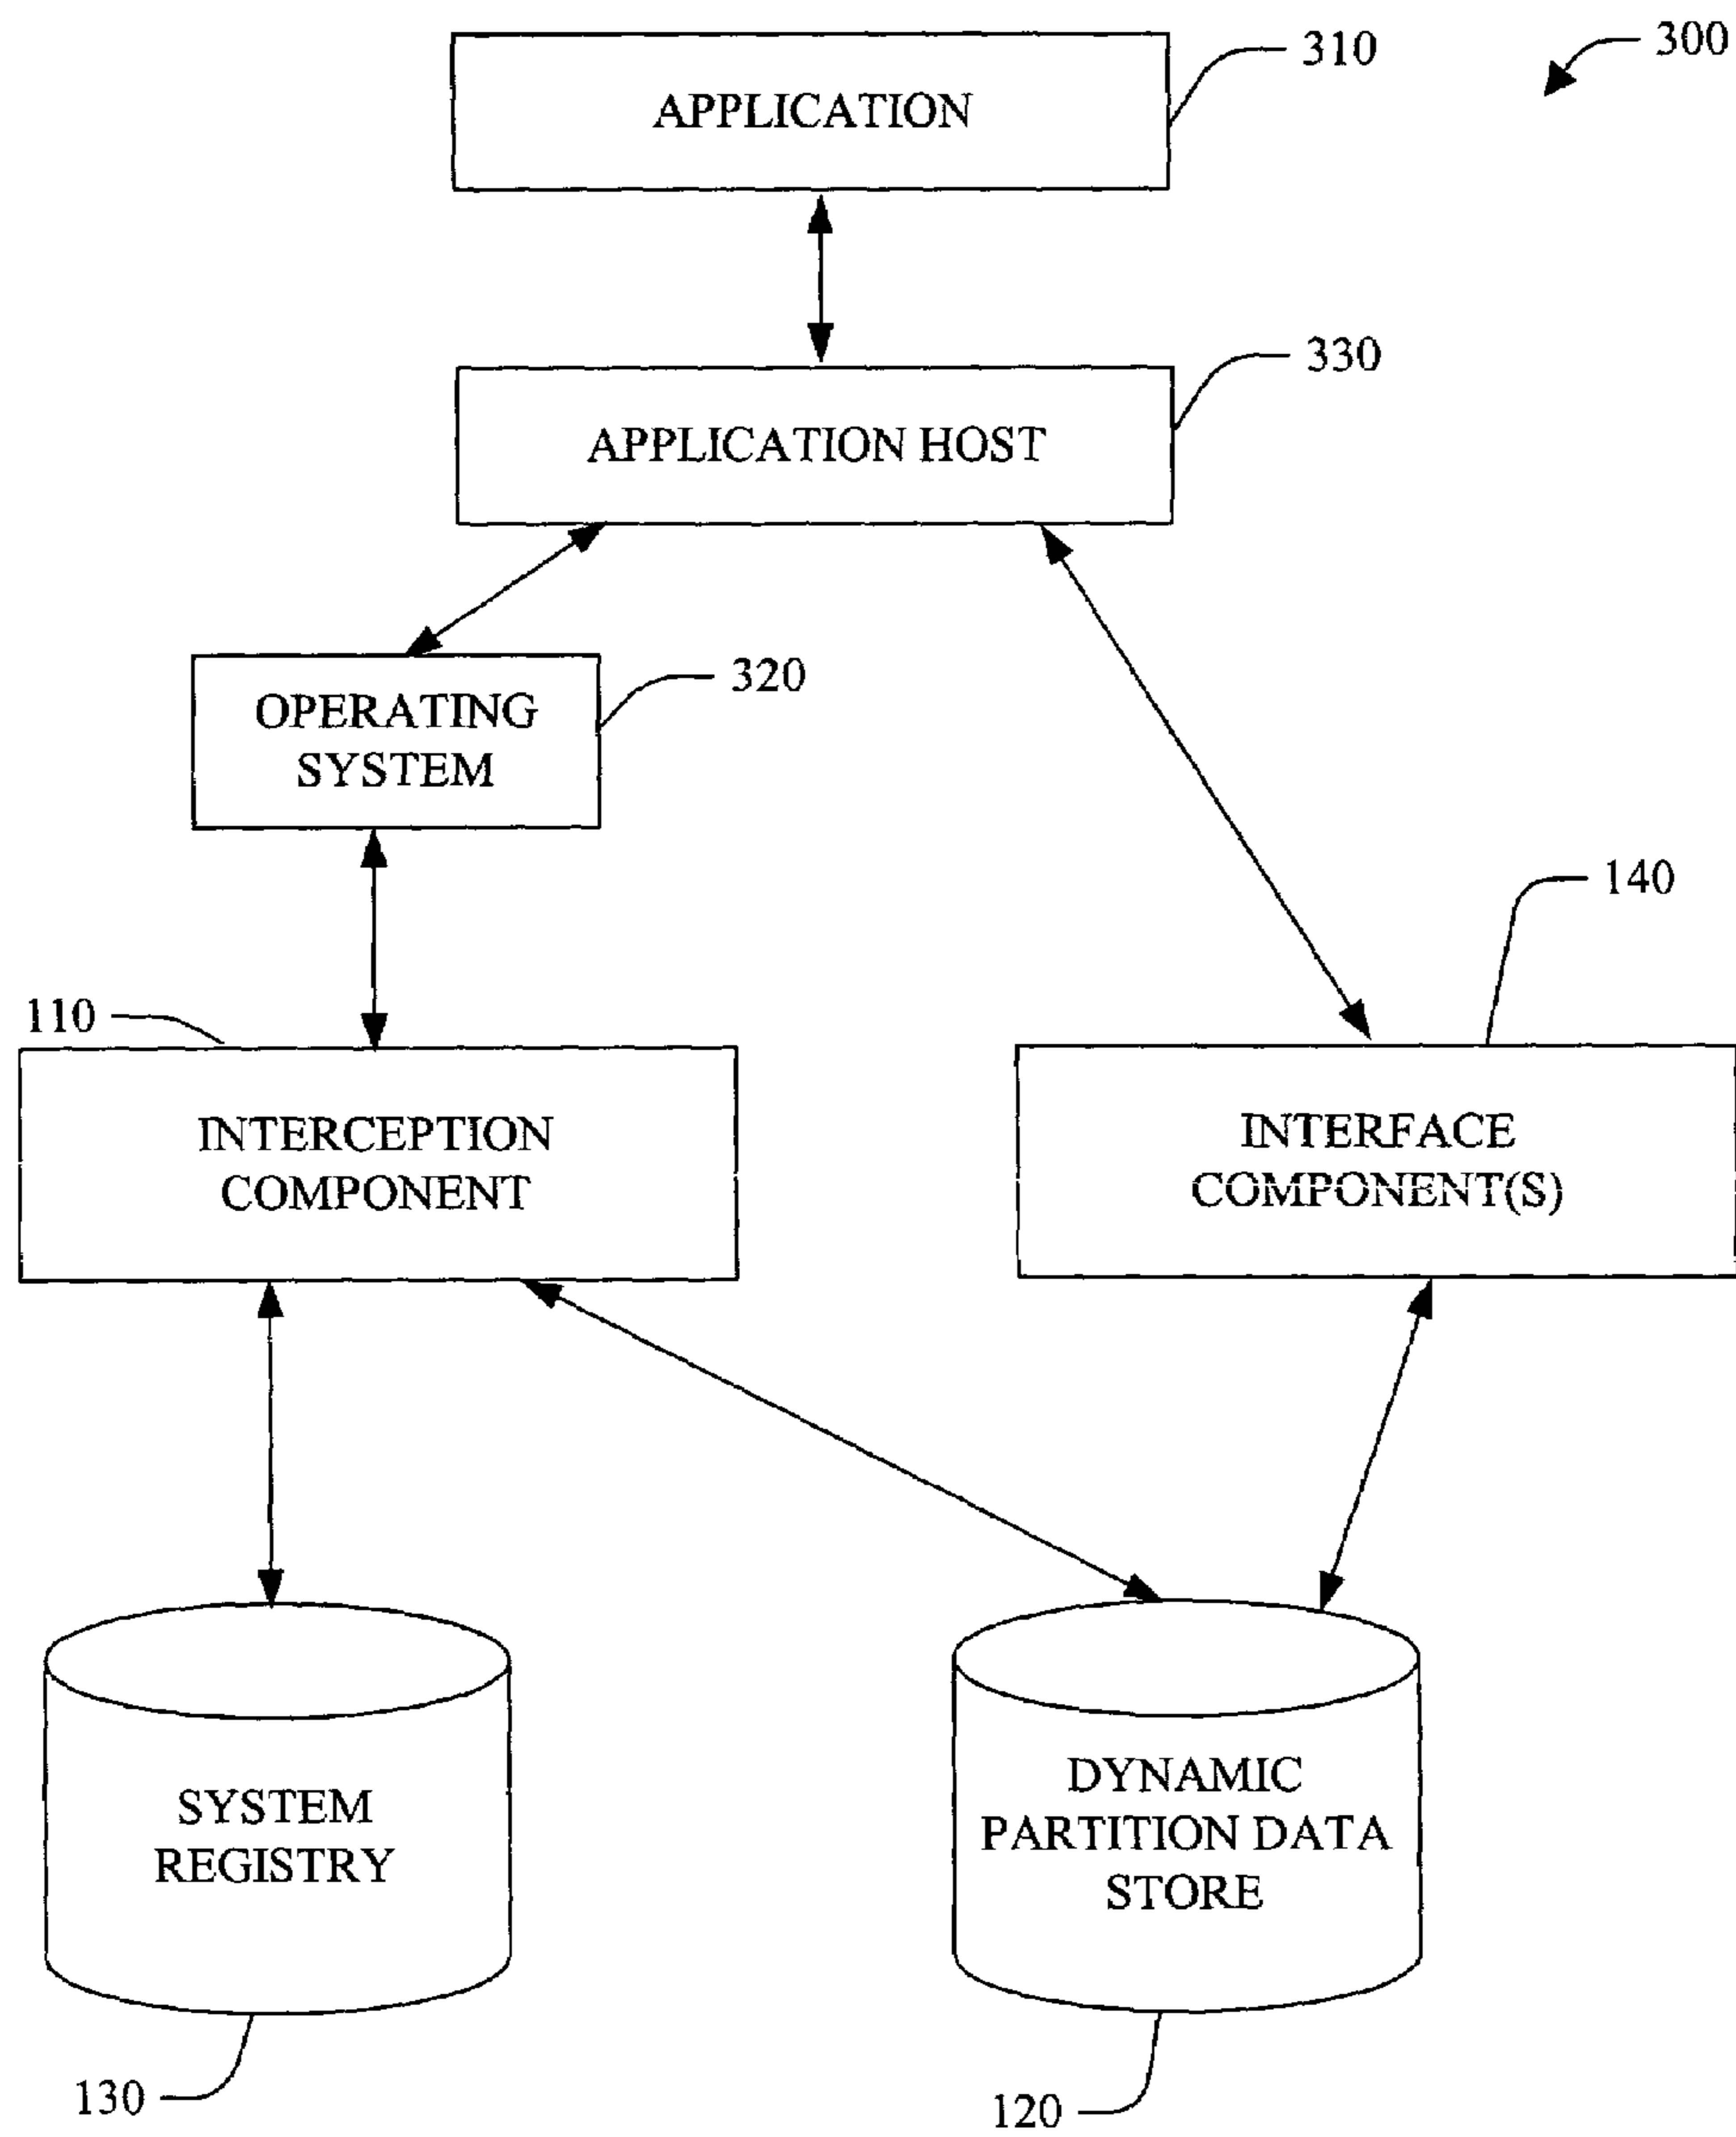 300
310
APPLICATION
330
APPLICATION HOST
320
OPERATING
SYSTEM
140
110
INTERCEPTION
COMPONENT
INTERFACE
COMPONENT(S)
SYSTEM
REGISTRY
DYNAMIC
PARTITION DATA
STORE
130
120